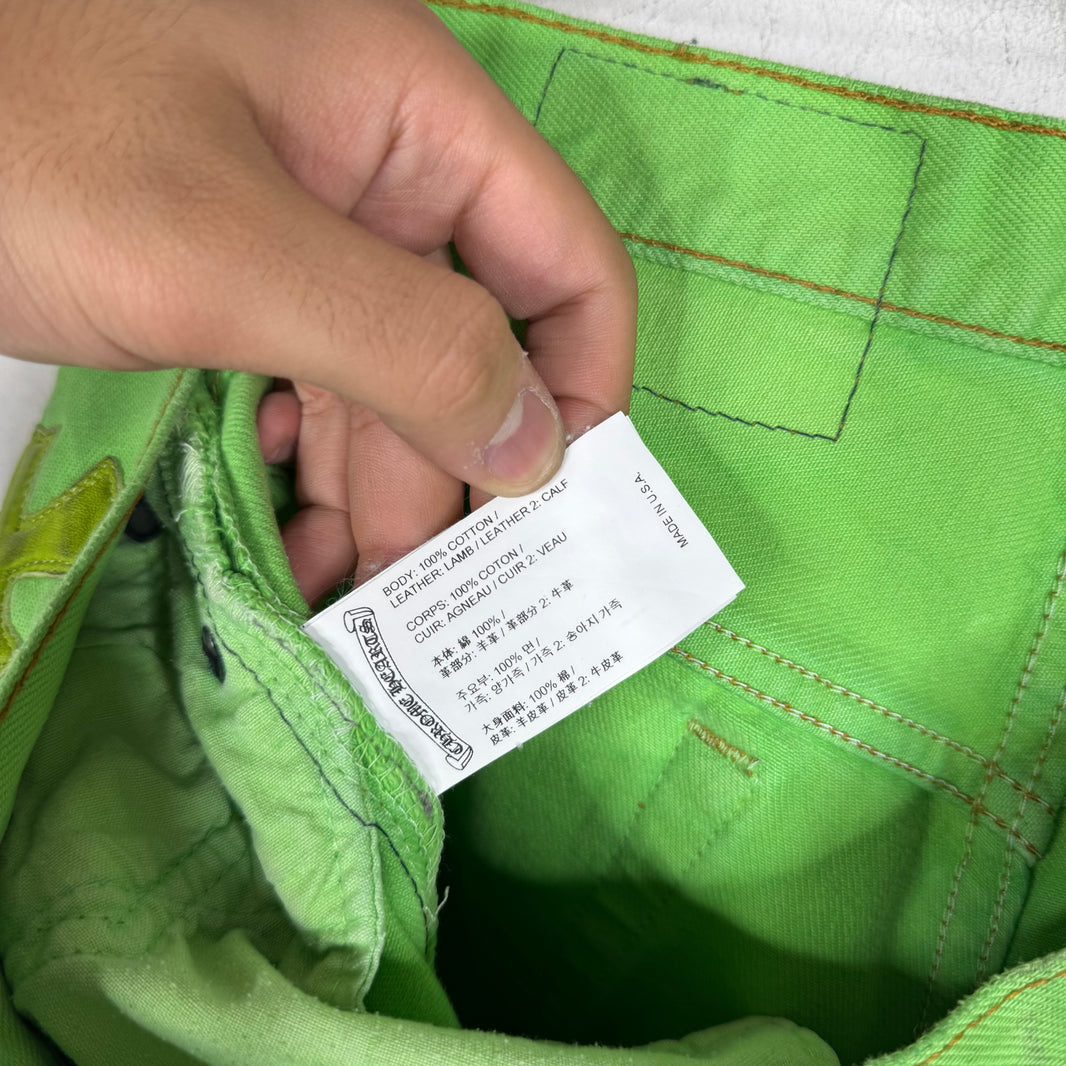 BODY: 100% COTTON /
LEATHER: LAMB / LEATHER 2: CALF
CORPS: 100% COTON /
CUIR: AGNEAU / CUIR 2: VEAU
本体: 綿 100% /
革部分: 羊革 / 革部分 2: 牛革
주요부: 100% 면 /
가죽: 양가죽 / 가죽 2: 송아지 가죽
大身面料: 100% 棉 /
皮革: 羊皮革 / 皮革 2: 牛皮革
MADE IN U.S.A.
CHROME HEARTS